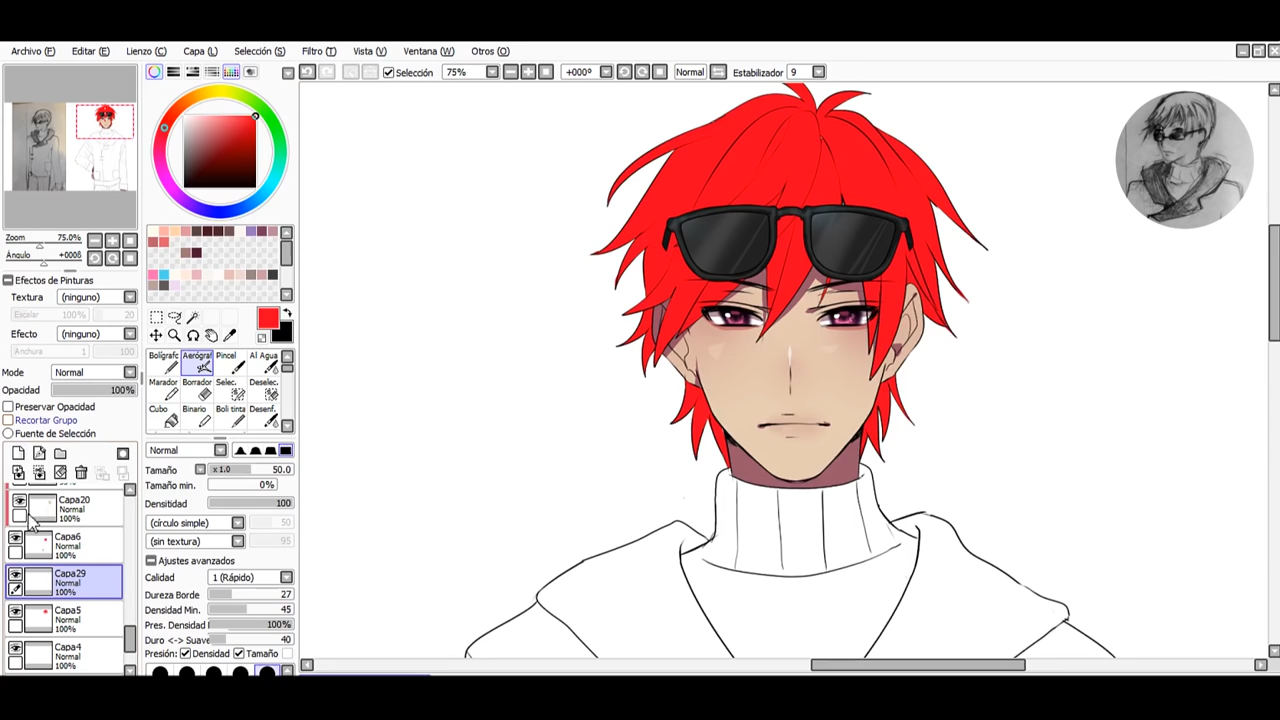 Archivo (F) Editar (E) Lienzo (C) Capa (L) Selección (S) Filtro (T) Vista (V) Ventana (W) Otros (O)
Selección 75% +000º Normal Estabilizador 9
Zoom 75.0%
Ángulo +000ß
Efectos de Pinturas
Textura (ninguno)
Escalar 100% 20
Efecto (ninguno)
Anchura 1 100
Modo Normal
Opacidad 100%
Preservar Opacidad
Recortar Grupo
Fuente de Selección
Capa20
Normal
100%
Capa6
Normal
100%
Capa29
Normal
100%
Capa5
Normal
100%
Capa4
Normal
100%
Bolígrafc Aerógraf Pincel Al Agua
Marador Borrador Selec. Deselec.
Cubo Binario Boli tinta Desenf.
Normal
Tamaño x 1.0 50.0
Tamaño min. 0%
Densitidad 100
(círculo simple) 50
(sin textura) 95
Ajustes avanzados
Calidad 1 (Rápido)
Dureza Borde 27
Densidad Min. 45
Pres. Densidad 100%
Duro <-> Suave 40
Presión: Densidad Tamaño